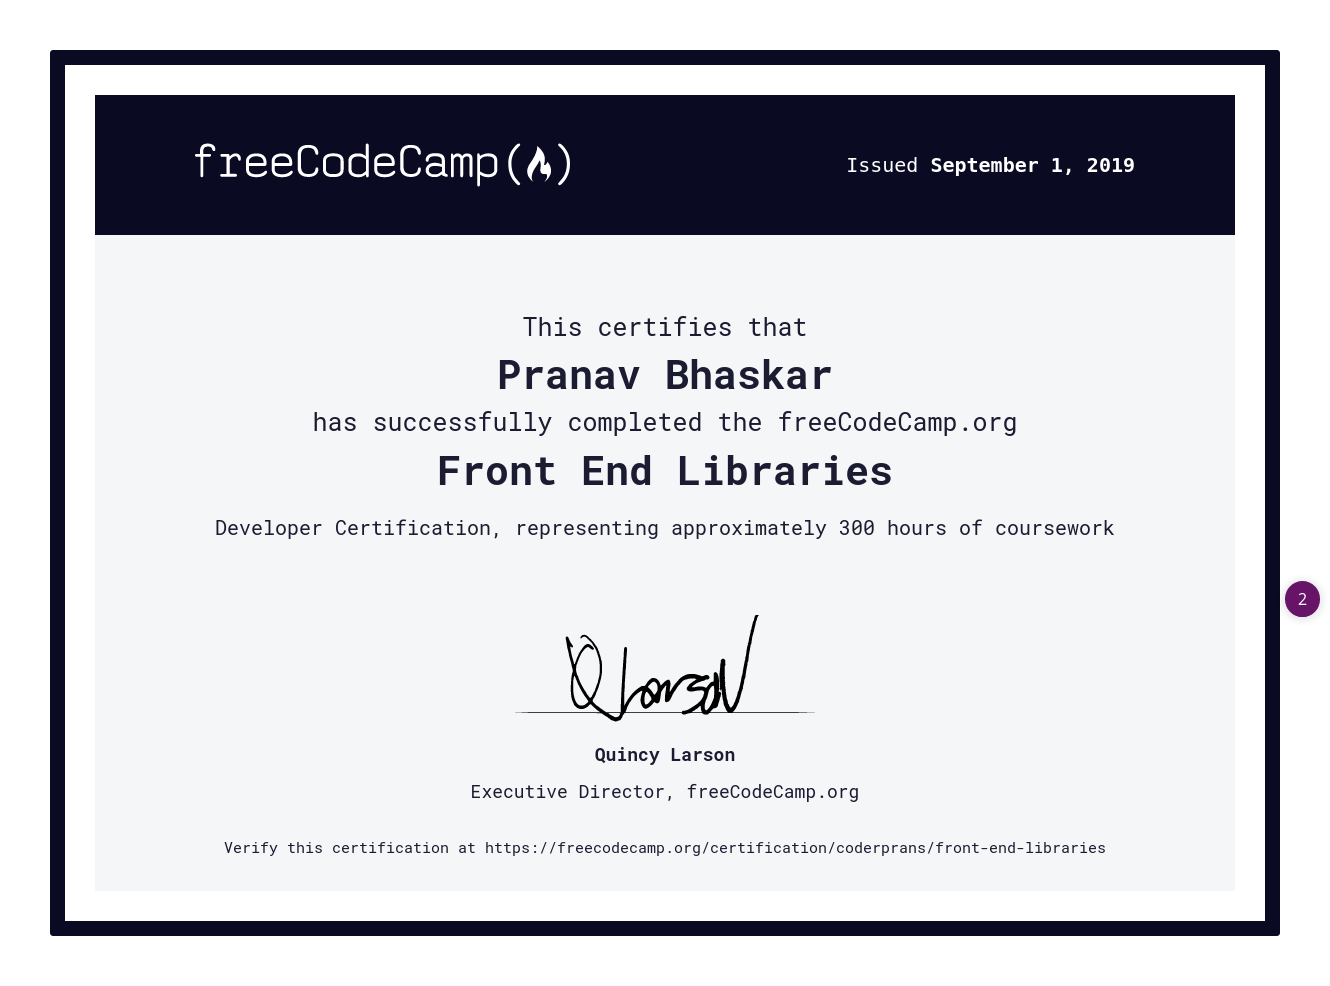 freeCodeCamp(🔥)
Issued September 1, 2019
This certifies that
Pranav Bhaskar
has successfully completed the freeCodeCamp.org
Front End Libraries
Developer Certification, representing approximately 300 hours of coursework
Q Larson
Quincy Larson
Executive Director, freeCodeCamp.org
Verify this certification at https://freecodecamp.org/certification/coderprans/front-end-libraries
2